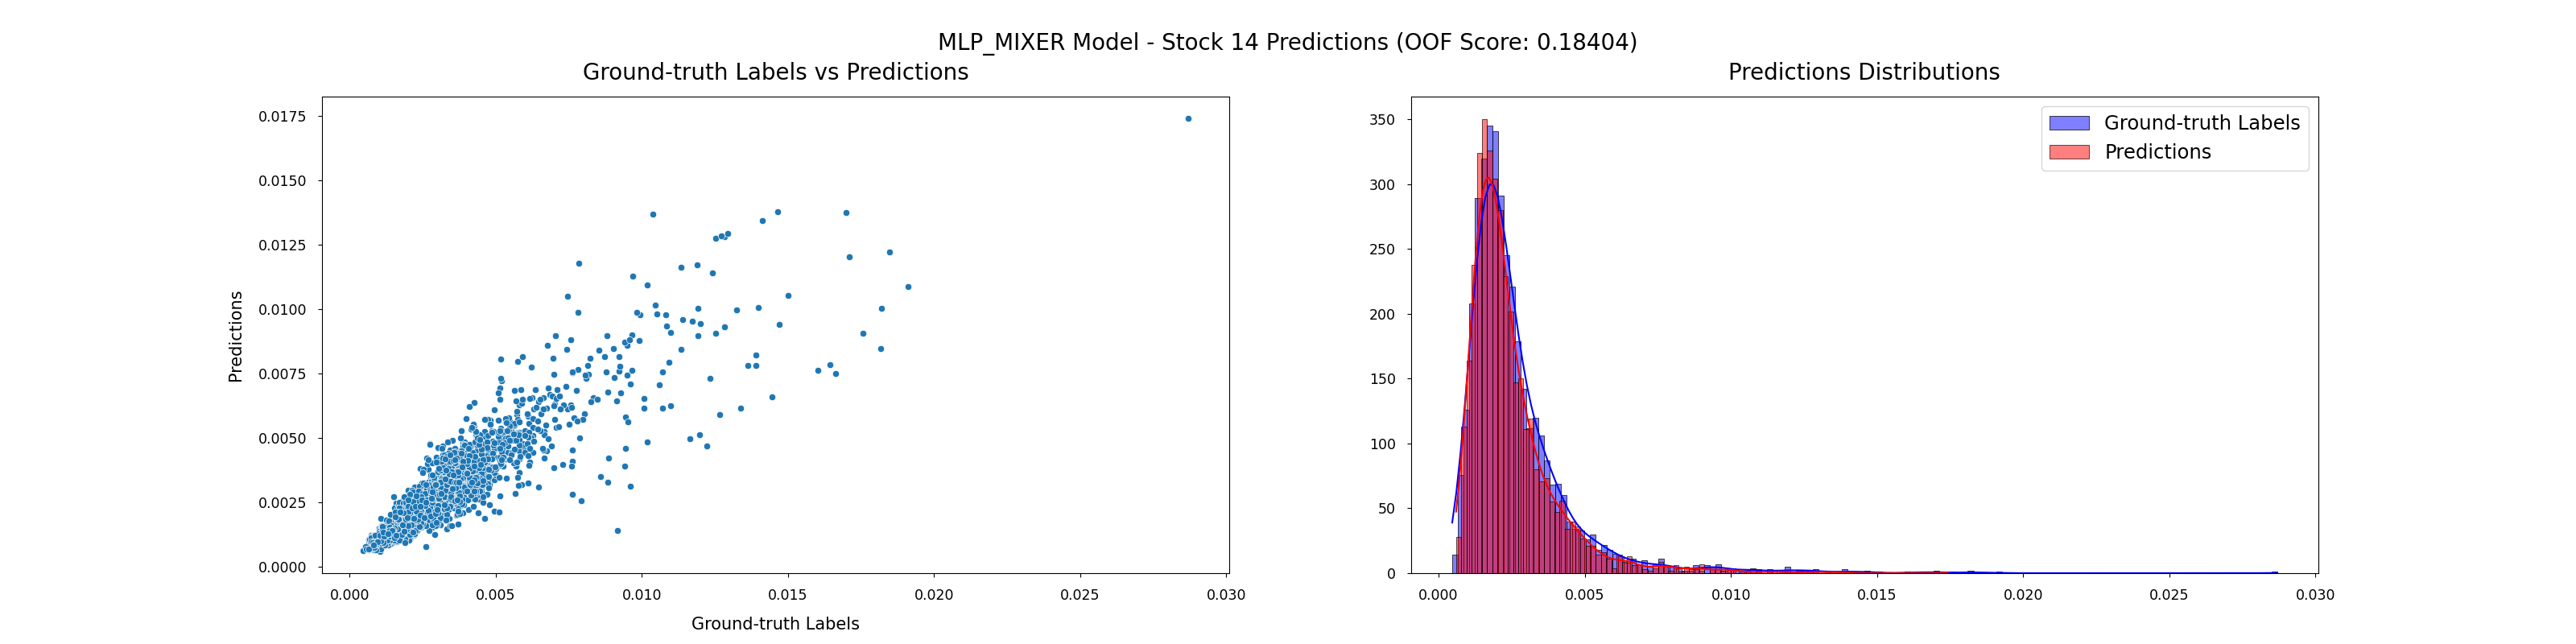 MLP_MIXER Model - Stock 14 Predictions (OOF Score: 0.18404)
Ground-truth Labels vs Predictions
0.0175
0.0150
0.0125
0.0100
0.0075
0.0050
0.0025
0.0000
Predictions
0.000 0.005 0.010 0.015 0.020 0.025 0.030
Ground-truth Labels
Predictions Distributions
Ground-truth Labels
Predictions
350
300
250
200
150
100
50
0
0.000 0.005 0.010 0.015 0.020 0.025 0.030